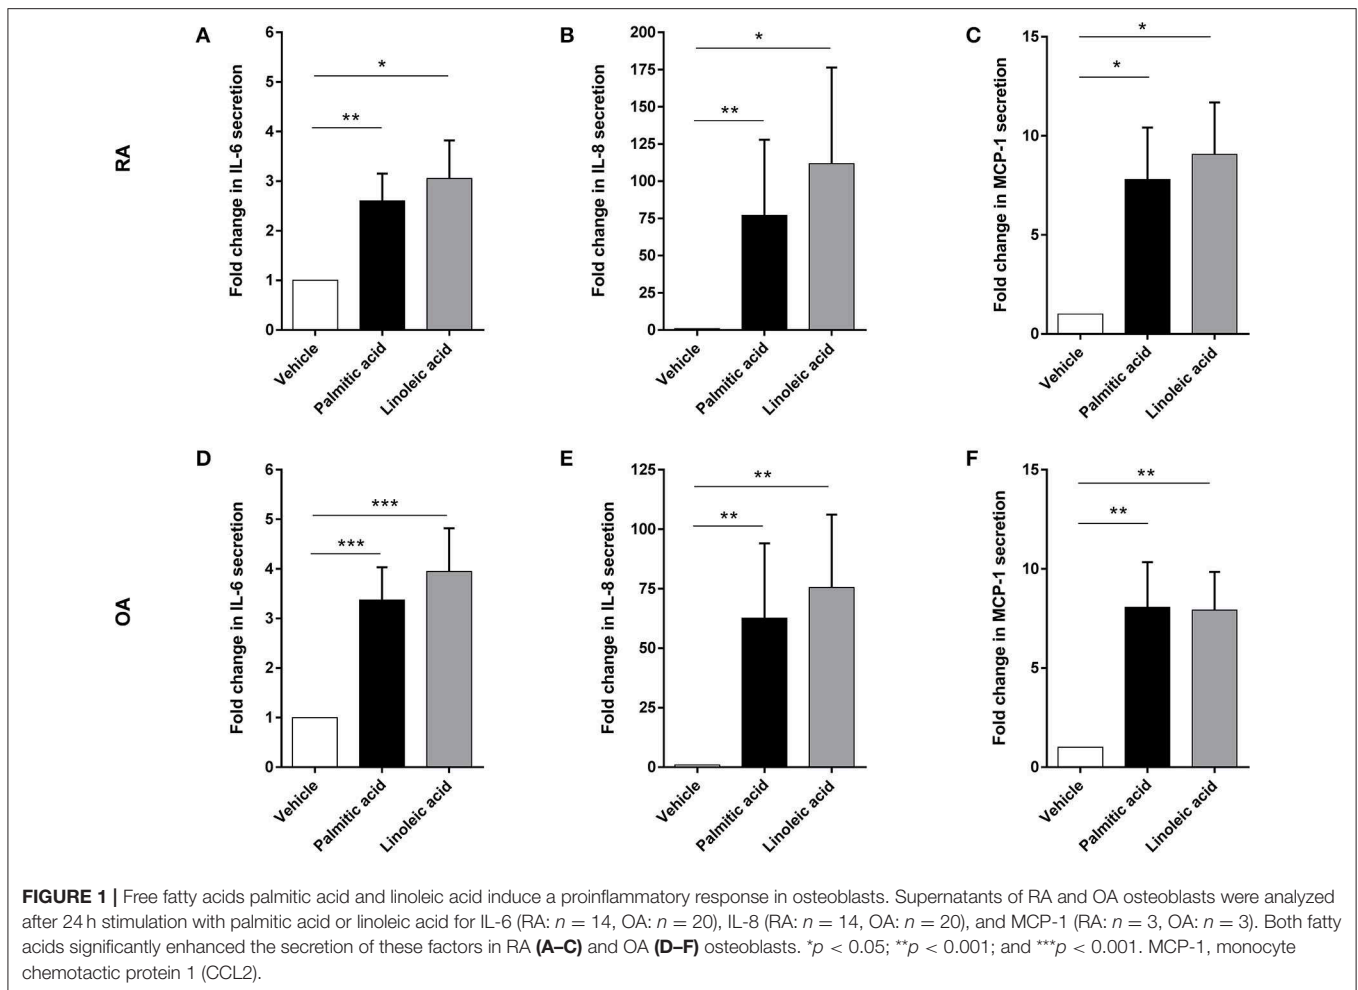 A
Fold change in IL-6 secretion
6
5
4
3
2
1
0
*
**
Vehicle
Palmitic acid
Linoleic acid
B
Fold change in IL-8 secretion
200
175
150
125
100
75
50
25
0
*
**
Vehicle
Palmitic acid
Linoleic acid
C
Fold change in MCP-1 secretion
15
10
5
0
*
*
Vehicle
Palmitic acid
Linoleic acid
RA
D
Fold change in IL-6 secretion
6
5
4
3
2
1
0
***
***
Vehicle
Palmitic acid
Linoleic acid
E
Fold change in IL-8 secretion
125
100
75
50
25
0
**
**
Vehicle
Palmitic acid
Linoleic acid
F
Fold change in MCP-1 secretion
15
10
5
0
**
**
Vehicle
Palmitic acid
Linoleic acid
OA
FIGURE 1 | Free fatty acids palmitic acid and linoleic acid induce a proinflammatory response in osteoblasts. Supernatants of RA and OA osteoblasts were analyzed
after 24 h stimulation with palmitic acid or linoleic acid for IL-6 (RA: n = 14, OA: n = 20), IL-8 (RA: n = 14, OA: n = 20), and MCP-1 (RA: n = 3, OA: n = 3). Both fatty
acids significantly enhanced the secretion of these factors in RA (A–C) and OA (D–F) osteoblasts. *p < 0.05; **p < 0.001; and ***p < 0.001. MCP-1, monocyte
chemotactic protein 1 (CCL2).